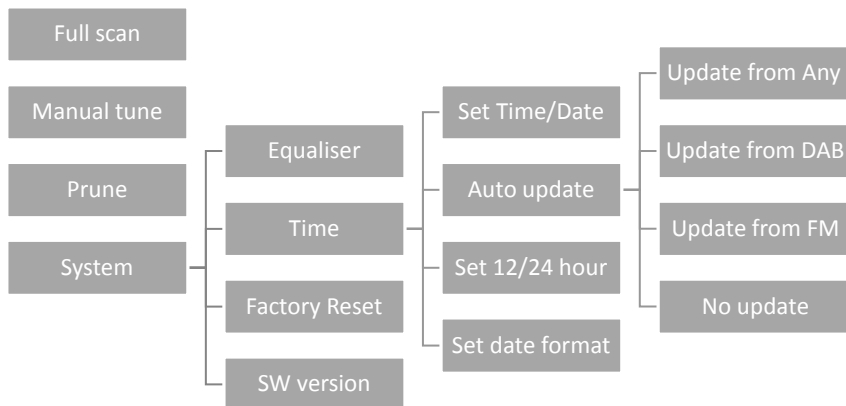 Full scan
Manual tune
Prune
System
Equaliser
Time
Factory Reset
SW version
Set Time/Date
Auto update
Set 12/24 hour
Set date format
Update from Any
Update from DAB
Update from FM
No update